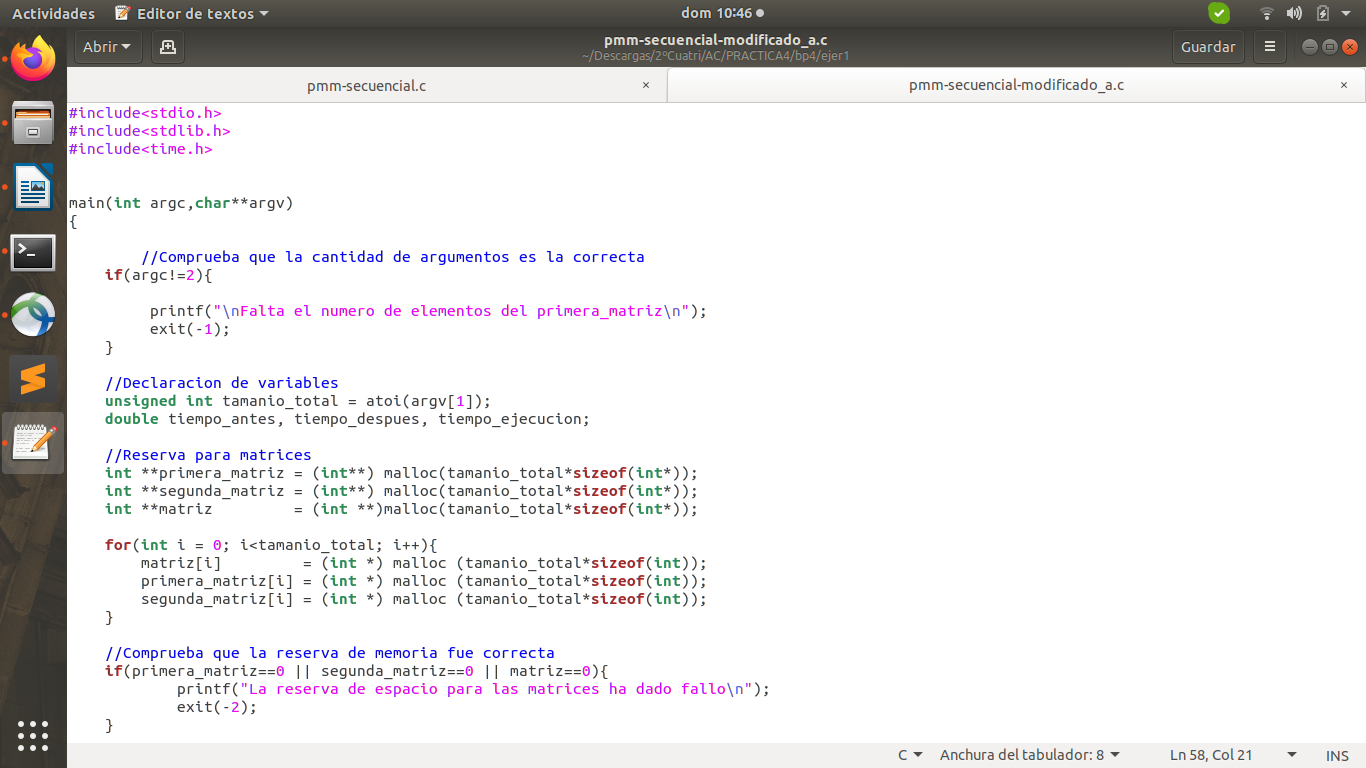 Actividades Editor de textos dom 10:46
Abrir pmm-secuencial-modificado_a.c Guardar
~/Descargas/2ºCuatri/AC/PRACTICA4/bp4/ejer1
pmm-secuencial.c × pmm-secuencial-modificado_a.c ×
#include<stdio.h>
#include<stdlib.h>
#include<time.h>
main(int argc,char**argv)
{
//Comprueba que la cantidad de argumentos es la correcta
if(argc!=2){
printf("\nFalta el numero de elementos del primera_matriz\n");
exit(-1);
}
//Declaracion de variables
unsigned int tamanio_total = atoi(argv[1]);
double tiempo_antes, tiempo_despues, tiempo_ejecucion;
//Reserva para matrices
int **primera_matriz = (int**) malloc(tamanio_total*sizeof(int*));
int **segunda_matriz = (int**) malloc(tamanio_total*sizeof(int*));
int **matriz         = (int **)malloc(tamanio_total*sizeof(int*));
for(int i = 0; i<tamanio_total; i++){
matriz[i]         = (int *) malloc (tamanio_total*sizeof(int));
primera_matriz[i] = (int *) malloc (tamanio_total*sizeof(int));
segunda_matriz[i] = (int *) malloc (tamanio_total*sizeof(int));
}
//Comprueba que la reserva de memoria fue correcta
if(primera_matriz==0 || segunda_matriz==0 || matriz==0){
printf("La reserva de espacio para las matrices ha dado fallo\n");
exit(-2);
}
C Anchura del tabulador: 8 Ln 58, Col 21 INS